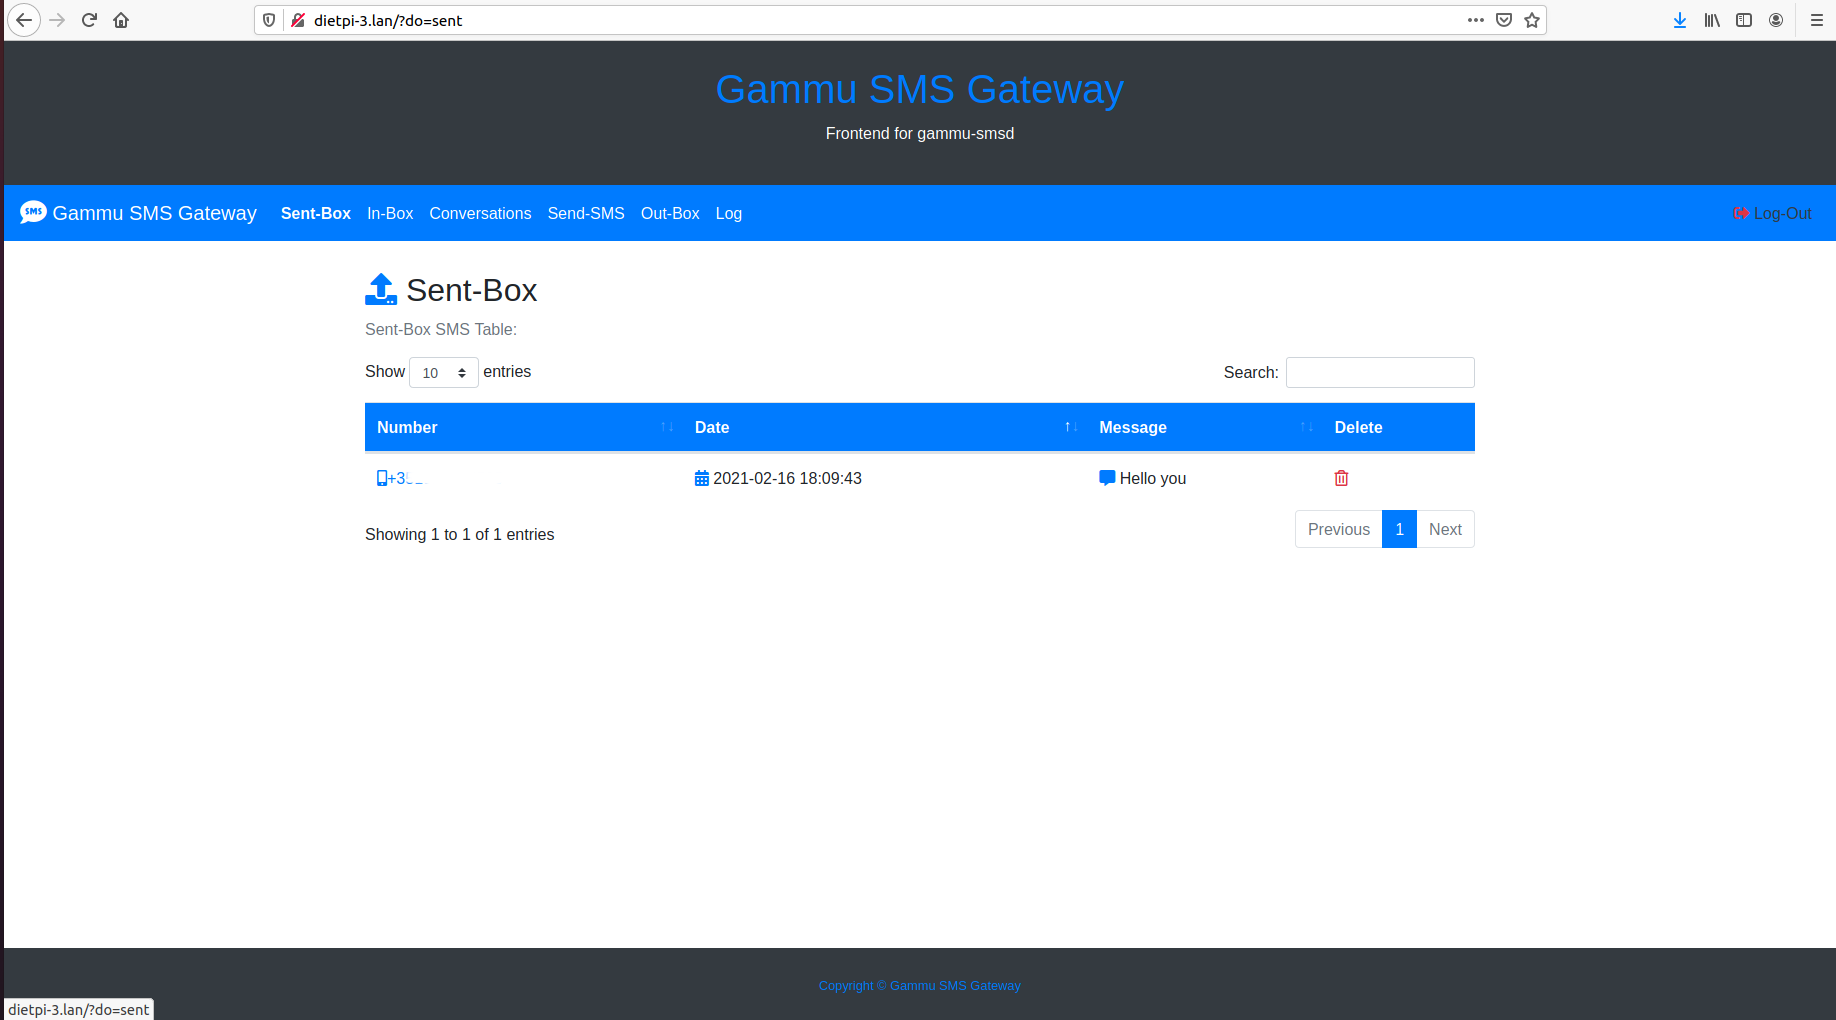 dietpi-3.lan/?do=sent
Gammu SMS Gateway
Frontend for gammu-smsd
SMS Gammu SMS Gateway Sent-Box In-Box Conversations Send-SMS Out-Box Log Log-Out
Sent-Box
Sent-Box SMS Table:
Show 10 entries Search:
Number Date Message Delete
2021-02-16 18:09:43 Hello you
Showing 1 to 1 of 1 entries Previous 1 Next
Copyright © Gammu SMS Gateway
dietpi-3.lan/?do=sent